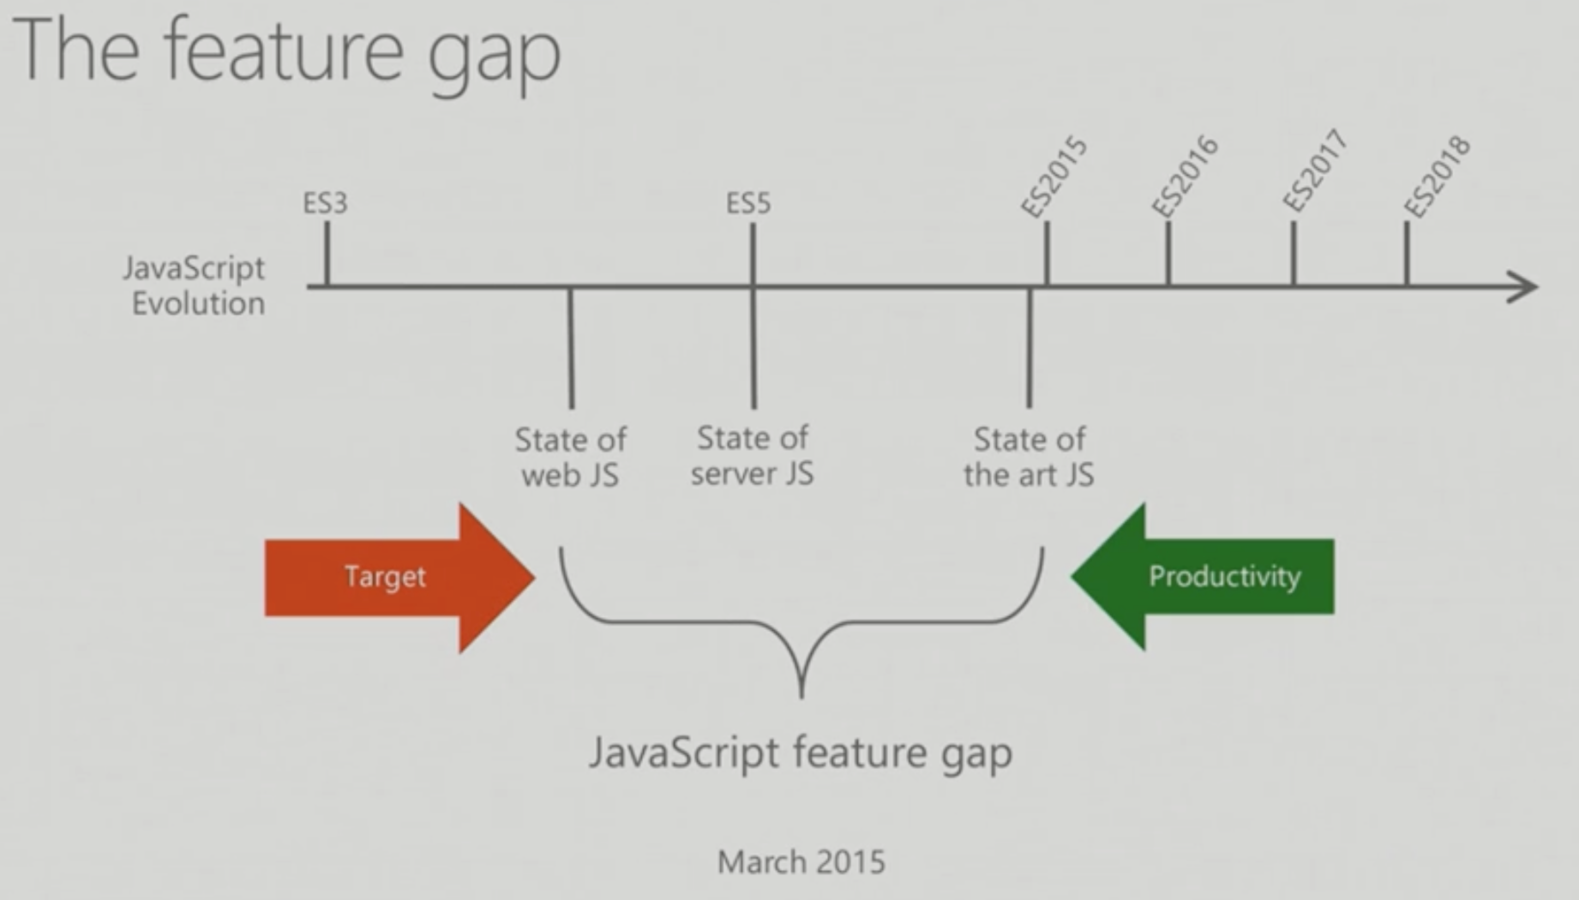 The feature gap
ES3
ES5
ES2015
ES2016
ES2017
ES2018
JavaScript
Evolution
State of
web JS
State of
server JS
State of
the art JS
Target
Productivity
JavaScript feature gap
March 2015